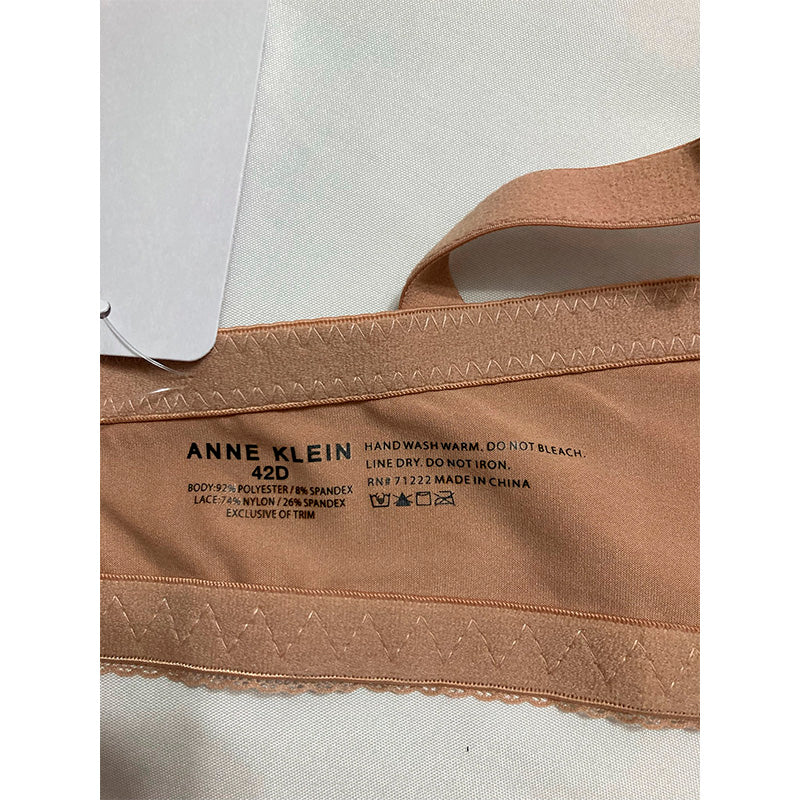 ANNE KLEIN
42D
BODY:92% POLYESTER / 8% SPANDEX
LACE:74% NYLON / 26% SPANDEX
EXCLUSIVE OF TRIM
HAND WASH WARM. DO NOT BLEACH.
LINE DRY. DO NOT IRON.
RN# 71222 MADE IN CHINA